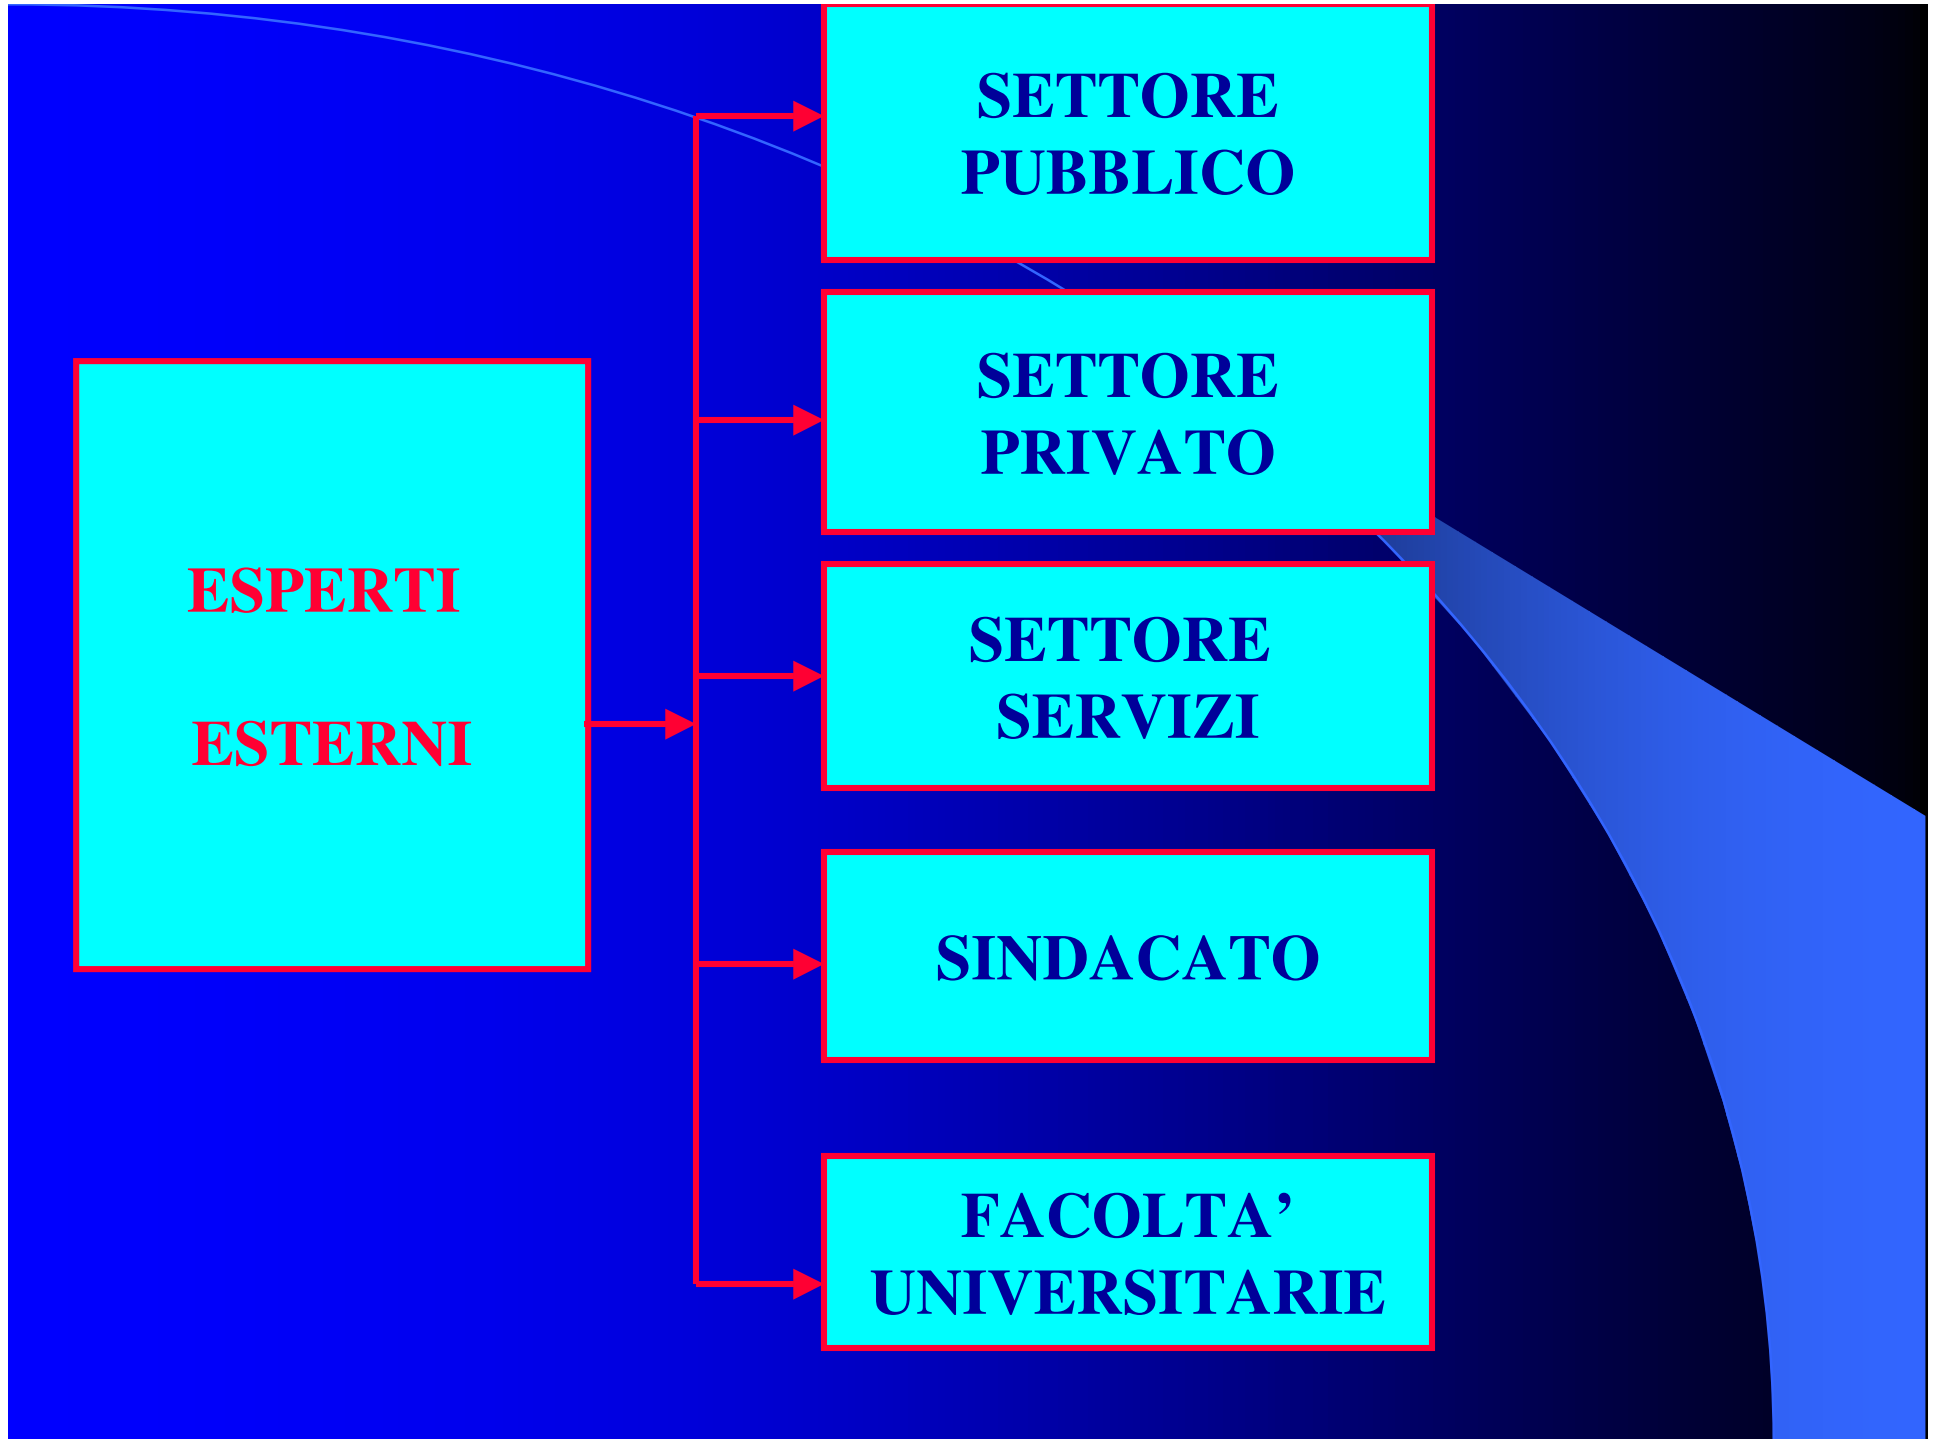 ESPERTI
ESTERNI
SETTORE
PUBBLICO
SETTORE
PRIVATO
SETTORE
SERVIZI
SINDACATO
FACOLTA’
UNIVERSITARIE